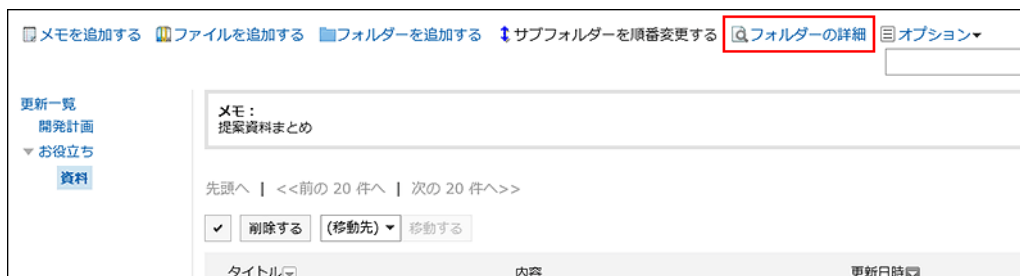 メモを追加する ファイルを追加する フォルダーを追加する サブフォルダーを順番変更する フォルダーの詳細 オプション
更新一覧
開発計画
お役立ち
資料
メモ：
提案資料まとめ
先頭へ | <<前の 20 件へ | 次の 20 件へ>>
削除する (移動先) 移動する
タイトル 内容 更新日時